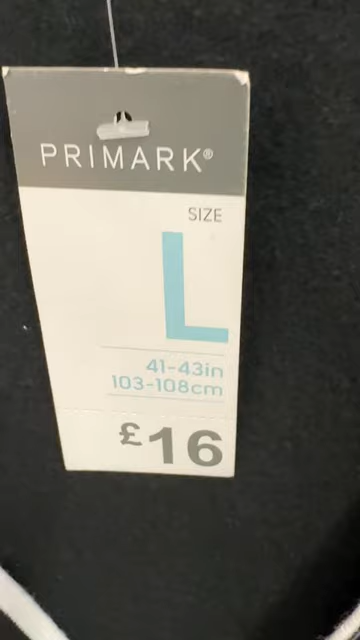 PRIMARK®
SIZE
L
41-43in
103-108cm
£16